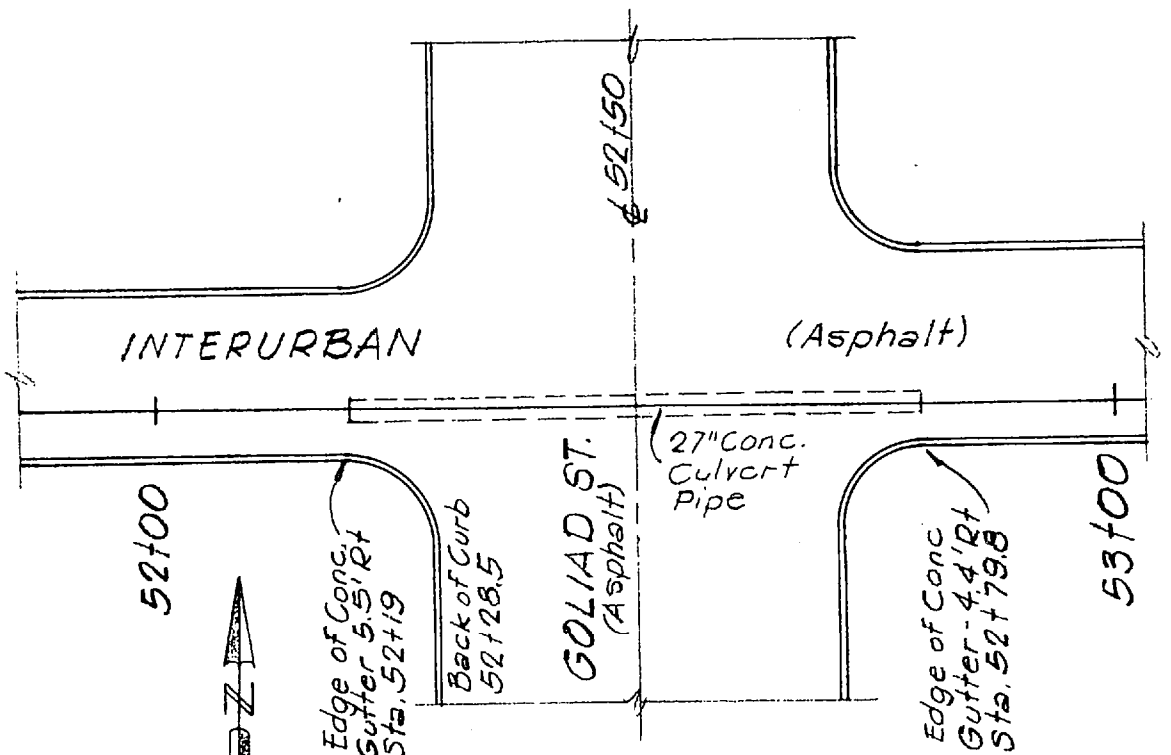 ℄ 52+50
INTERURBAN
(Asphalt)
27" Conc.
Culvert
Pipe
52+00
Edge of Conc.
Gutter 5.5' Rt
Sta. 52+19
Back of Curb
52+28.5
GOLIAD ST.
(Asphalt)
Edge of Conc
Gutter-4.4' Rt
Sta. 52+79.8
53+00
N